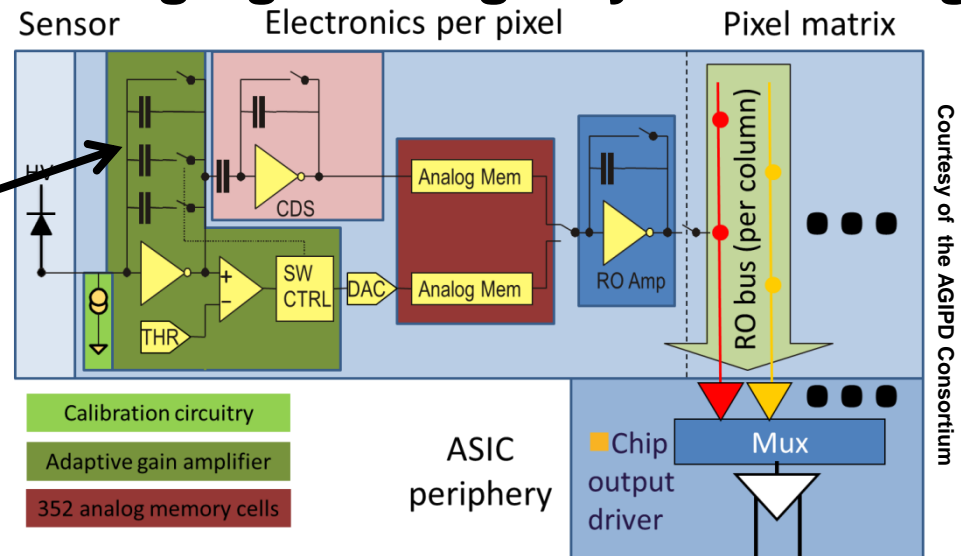 Sensor
Electronics per pixel
Pixel matrix
HV
CDS
Analog Mem
Analog Mem
+
−
SW
CTRL
DAC
THR
RO Amp
RO bus (per column)
Courtesy of the AGIPD Consortium
Calibration circuitry
Adaptive gain amplifier
352 analog memory cells
ASIC
periphery
Chip
output
driver
Mux